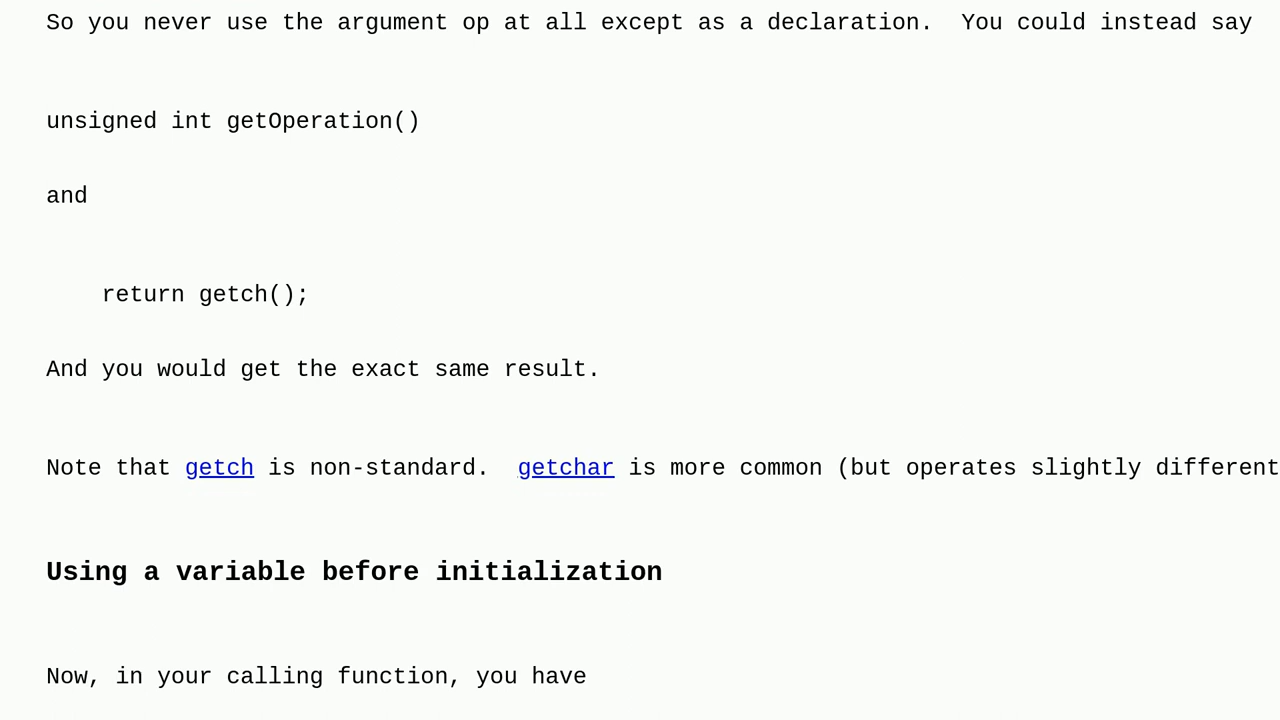 So you never use the argument op at all except as a declaration.  You could instead say
unsigned int getOperation()
and
    return getch();
And you would get the exact same result.
Note that getch is non-standard.  getchar is more common (but operates slightly different
Using a variable before initialization
Now, in your calling function, you have